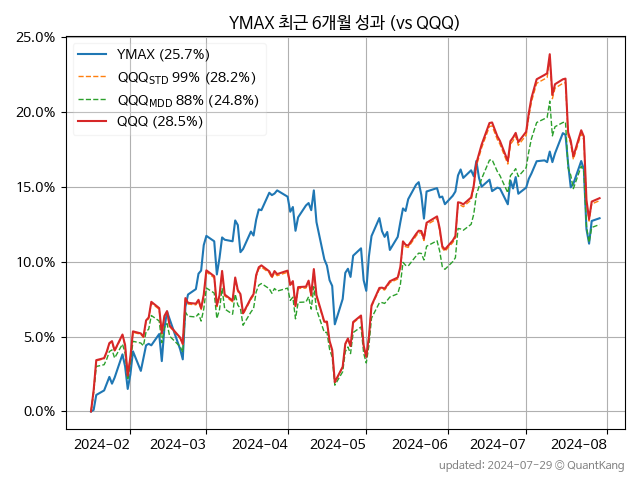 YMAX 최근 6개월 성과 (vs QQQ)
25.0%
20.0%
15.0%
10.0%
5.0%
0.0%
YMAX (25.7%)
QQQSTD 99% (28.2%)
QQQMDD 88% (24.8%)
QQQ (28.5%)
2024-02 2024-03 2024-04 2024-05 2024-06 2024-07 2024-08
updated: 2024-07-29 © QuantKang